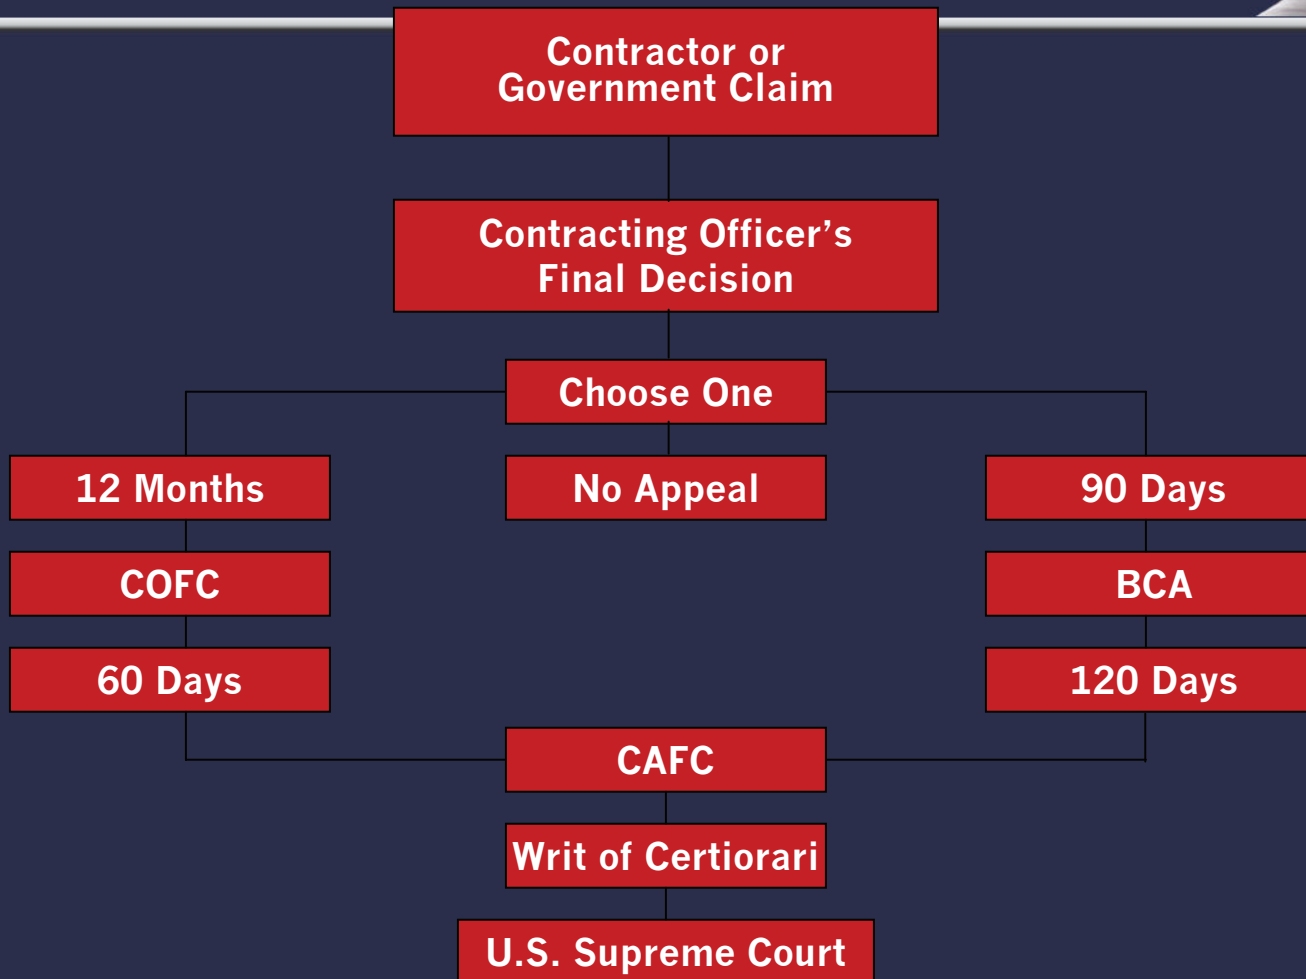 Contractor or
Government Claim
Contracting Officer’s
Final Decision
Choose One
12 Months
No Appeal
90 Days
COFC
BCA
60 Days
120 Days
CAFC
Writ of Certiorari
U.S. Supreme Court